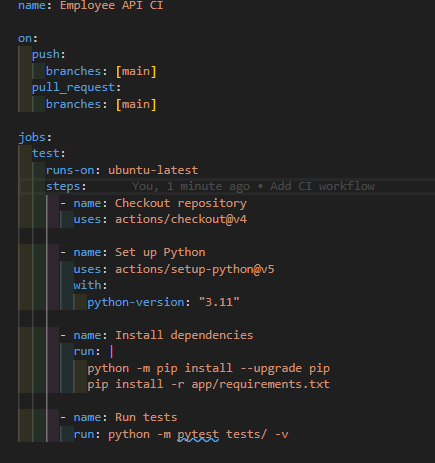 name: Employee API CI
on:
push:
branches: [main]
pull_request:
branches: [main]
jobs:
test:
runs-on: ubuntu-latest
steps: You, 1 minute ago • Add CI workflow
- name: Checkout repository
uses: actions/checkout@v4
- name: Set up Python
uses: actions/setup-python@v5
with:
python-version: "3.11"
- name: Install dependencies
run: |
python -m pip install --upgrade pip
pip install -r app/requirements.txt
- name: Run tests
run: python -m pytest tests/ -v